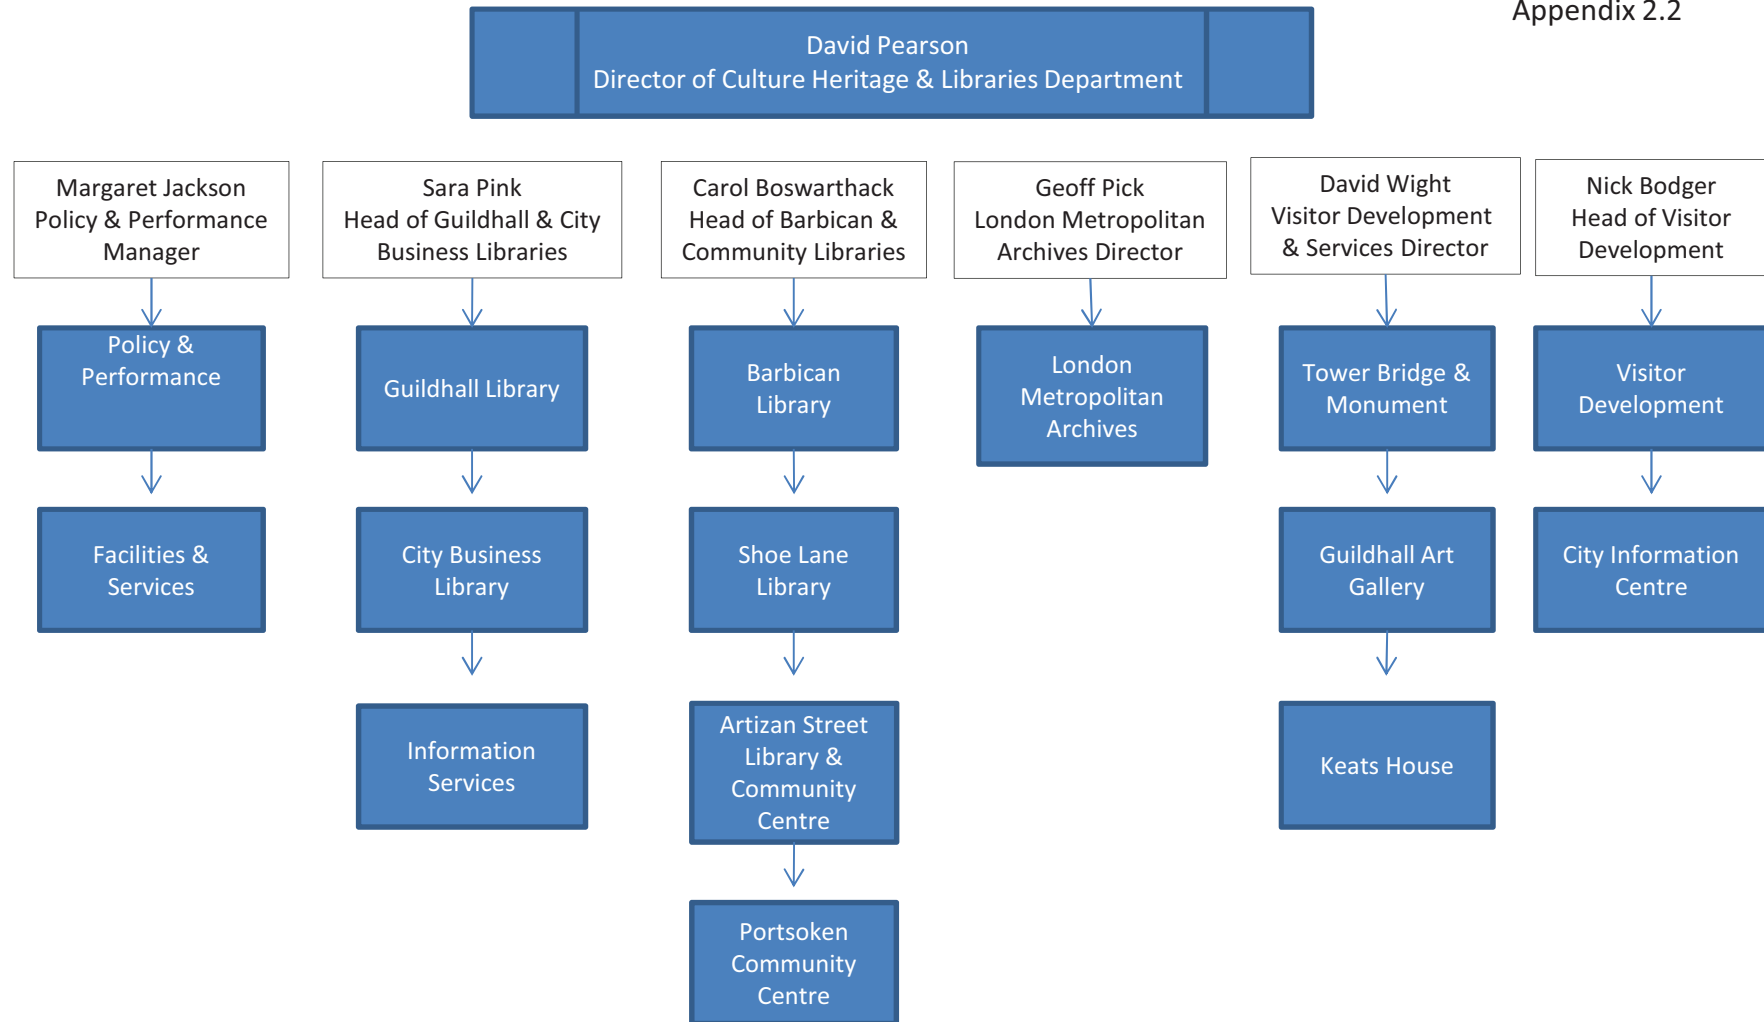 Appendix 2.2
David Pearson
Director of Culture Heritage & Libraries Department
Margaret Jackson
Policy & Performance
Manager
Sara Pink
Head of Guildhall & City
Business Libraries
Carol Boswarthack
Head of Barbican &
Community Libraries
Geoff Pick
London Metropolitan
Archives Director
David Wight
Visitor Development
& Services Director
Nick Bodger
Head of Visitor
Development
Policy &
Performance
Guildhall Library
Barbican
Library
London
Metropolitan
Archives
Tower Bridge &
Monument
Visitor
Development
Facilities &
Services
City Business
Library
Shoe Lane
Library
Guildhall Art
Gallery
City Information
Centre
Information
Services
Artizan Street
Library &
Community
Centre
Keats House
Portsoken
Community
Centre